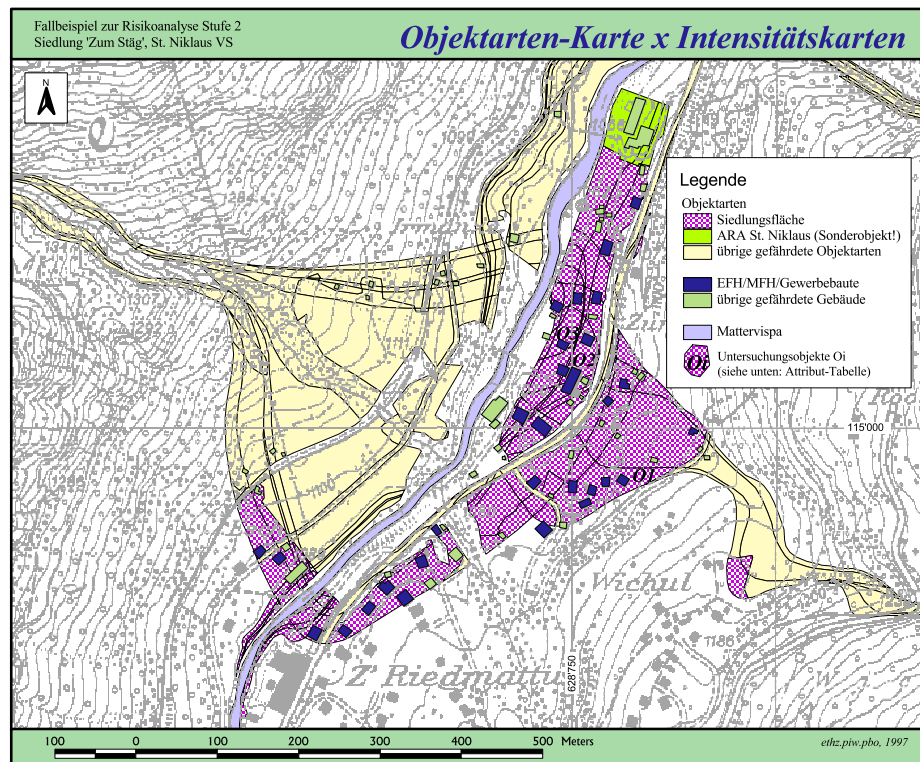 Fallbeispiel zur Risikoanalyse Stufe 2
Siedlung 'Zum Stäg', St. Niklaus VS
Objektarten-Karte x Intensitätskarten
N
Legende
Objektarten
Siedlungsfläche
ARA St. Niklaus (Sonderobjekt!)
übrige gefährdete Objektarten
EFH/MFH/Gewerbebaute
übrige gefährdete Gebäude
Mattervispa
Oi
Untersuchungsobjekte Oi
(siehe unten: Attribut-Tabelle)
O3
O2
115'000
O1
1100
Wichul
1188
Z'Riedmattu
628'750
100 0 100 200 300 400 500 Meters
ethz.piw.pbo, 1997